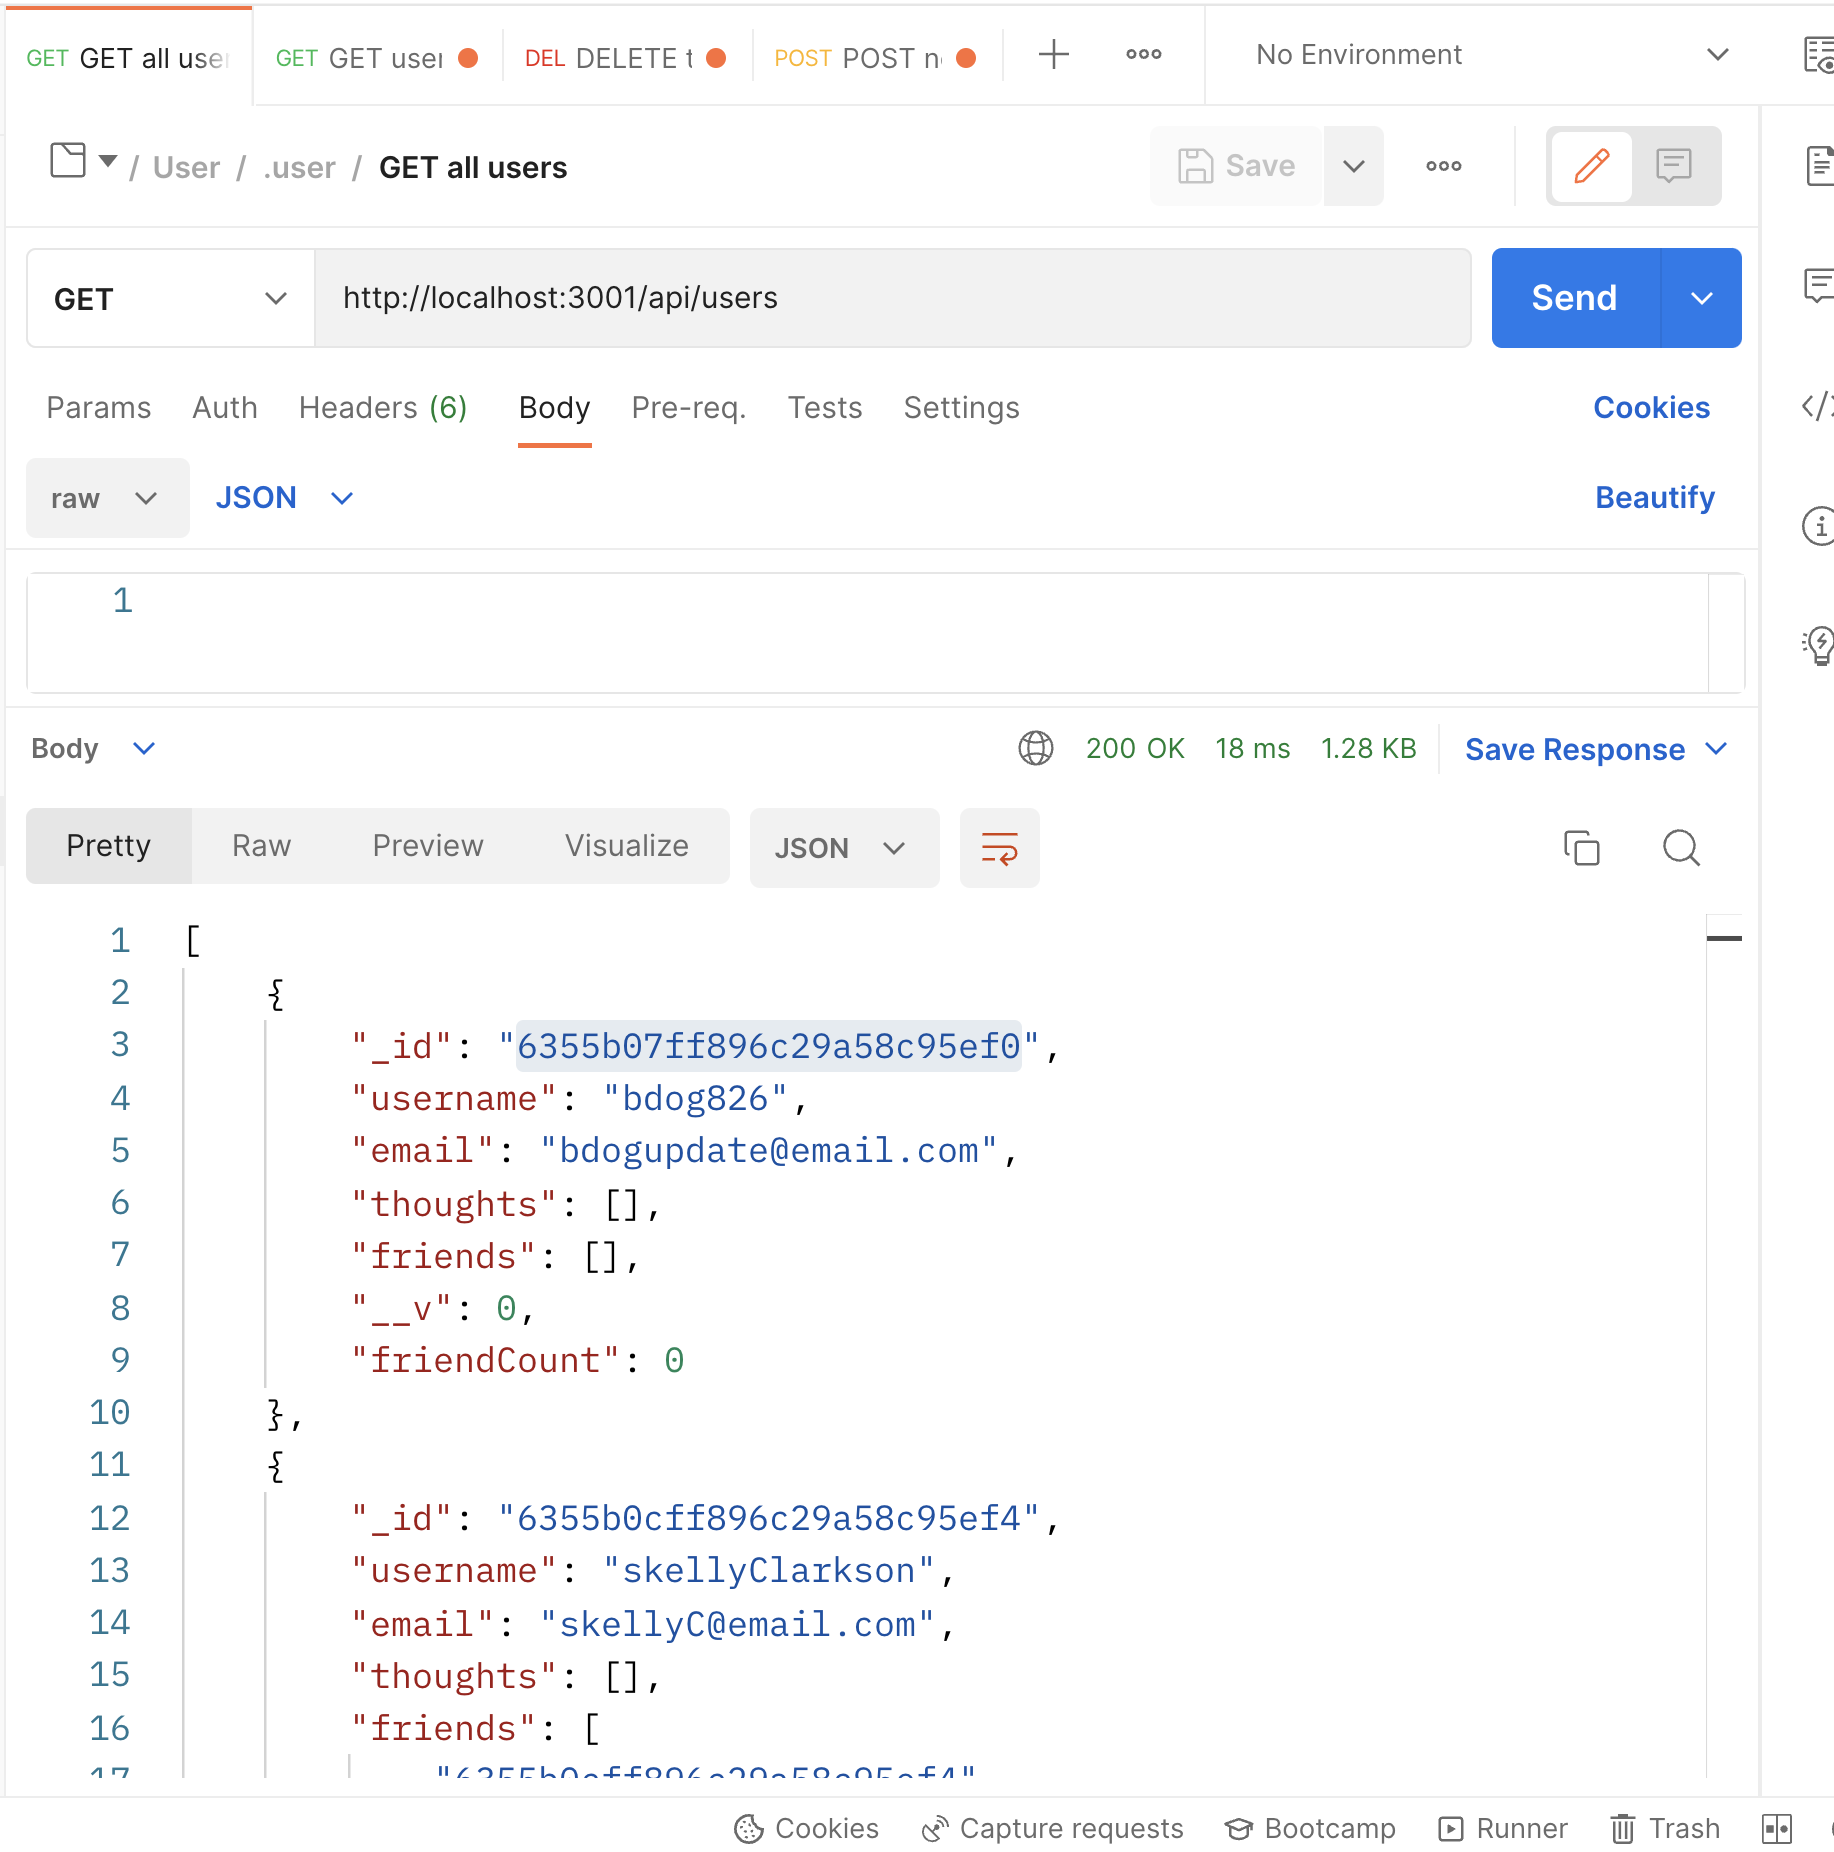 GET GET all user GET GET user DEL DELETE t POST POST n No Environment
/ User / .user / GET all users Save
GET http://localhost:3001/api/users Send
Params Auth Headers (6) Body Pre-req. Tests Settings Cookies
raw JSON Beautify
1
Body 200 OK 18 ms 1.28 KB Save Response
Pretty Raw Preview Visualize JSON
1 [
2 {
3 "_id": "6355b07ff896c29a58c95ef0",
4 "username": "bdog826",
5 "email": "bdogupdate@email.com",
6 "thoughts": [],
7 "friends": [],
8 "__v": 0,
9 "friendCount": 0
10 },
11 {
12 "_id": "6355b0cff896c29a58c95ef4",
13 "username": "skellyClarkson",
14 "email": "skellyC@email.com",
15 "thoughts": [],
16 "friends": [
17
Cookies Capture requests Bootcamp Runner Trash